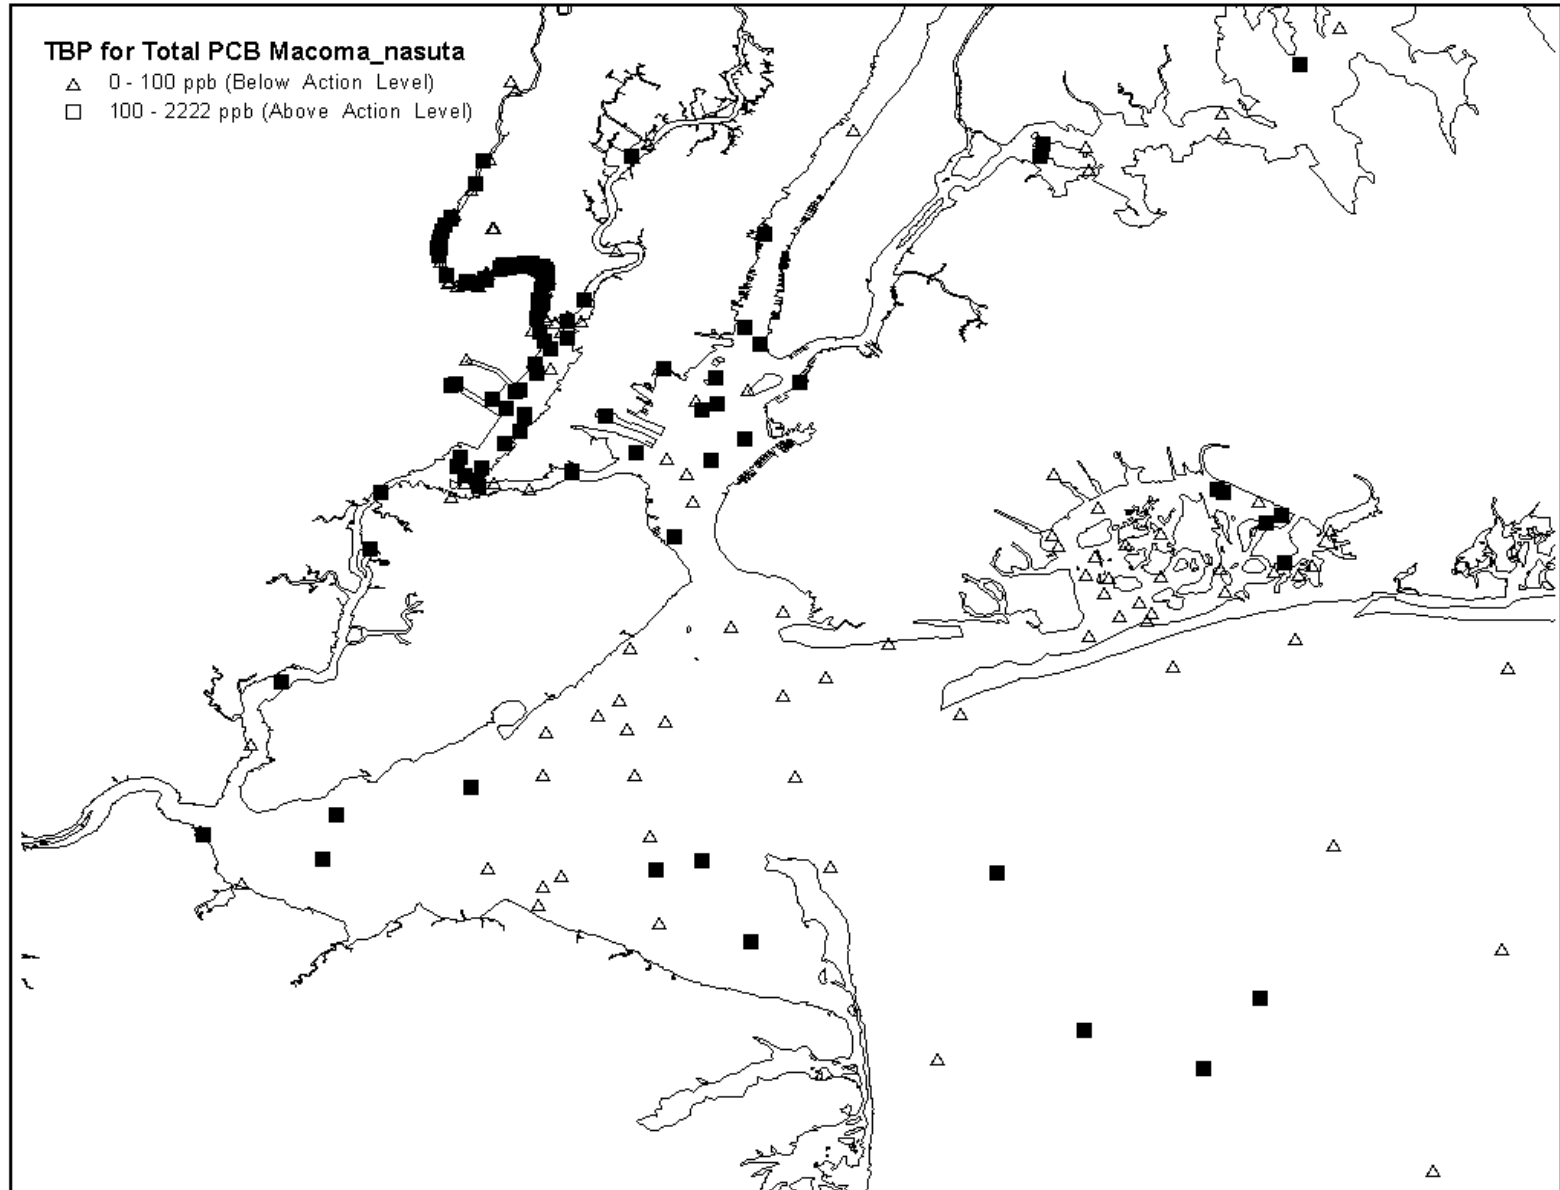 TBP for Total PCB Macoma_nasuta
0 - 100 ppb (Below Action Level)
100 - 2222 ppb (Above Action Level)